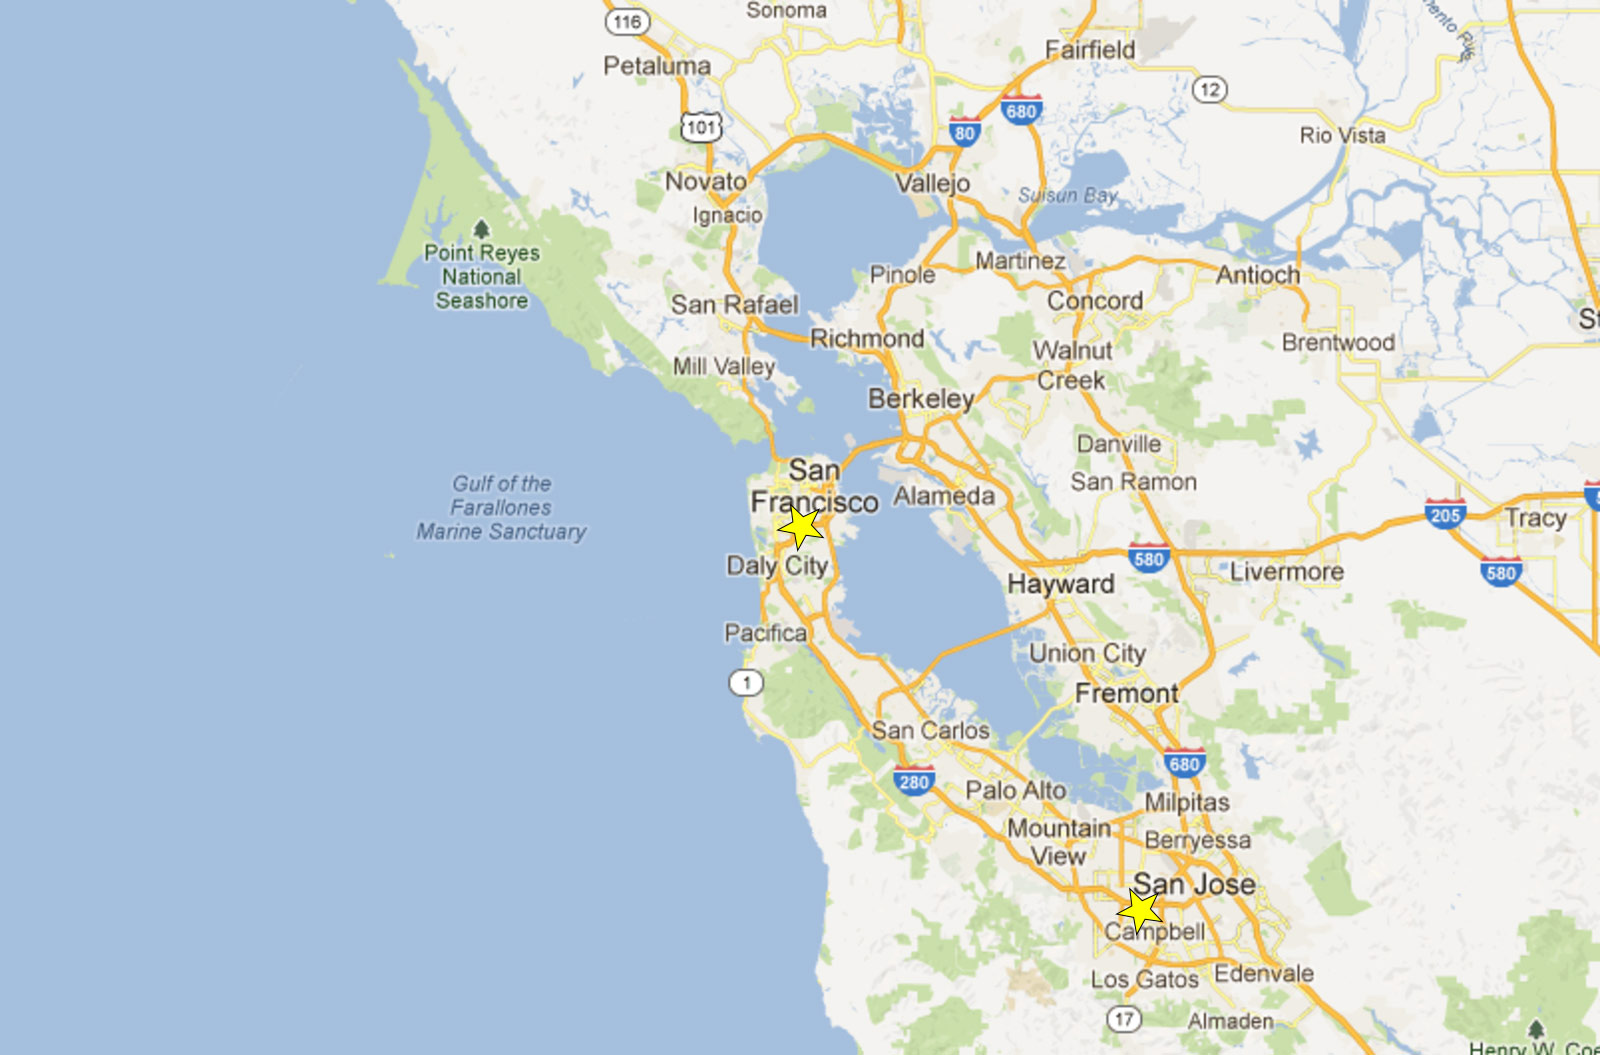 Sonoma
116
Petaluma
Fairfield
12
101
680
80
Rio Vista
Novato
Vallejo
Suisun Bay
Ignacio
Point Reyes
National
Seashore
Pinole
Martinez
Antioch
San Rafael
Concord
Richmond
Brentwood
Mill Valley
Walnut
Creek
Berkeley
Danville
San
Francisco
San Ramon
Alameda
Gulf of the
Farallones
Marine Sanctuary
205
Tracy
580
580
Daly City
Hayward
Livermore
Pacifica
Union City
1
Fremont
San Carlos
680
280
Palo Alto
Milpitas
Mountain
View
Berryessa
San Jose
Campbell
Los Gatos
Edenvale
17
Almaden
Henry W. Coe